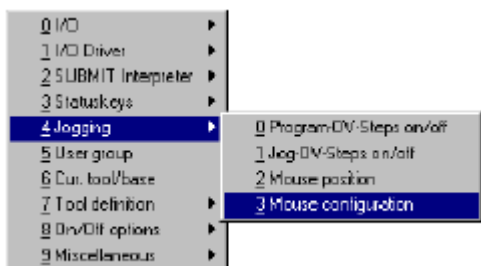 0 I/O
1 I/O Driver
2 SUBMIT Interpreter
3 Statuskeys
4 Jogging
5 User group
6 Cur. tool/base
7 Tool definition
8 On/Off options
9 Miscellaneous
0 Program-OV-Steps on/off
1 Jog-OV-Steps on/off
2 Mouse position
3 Mouse configuration